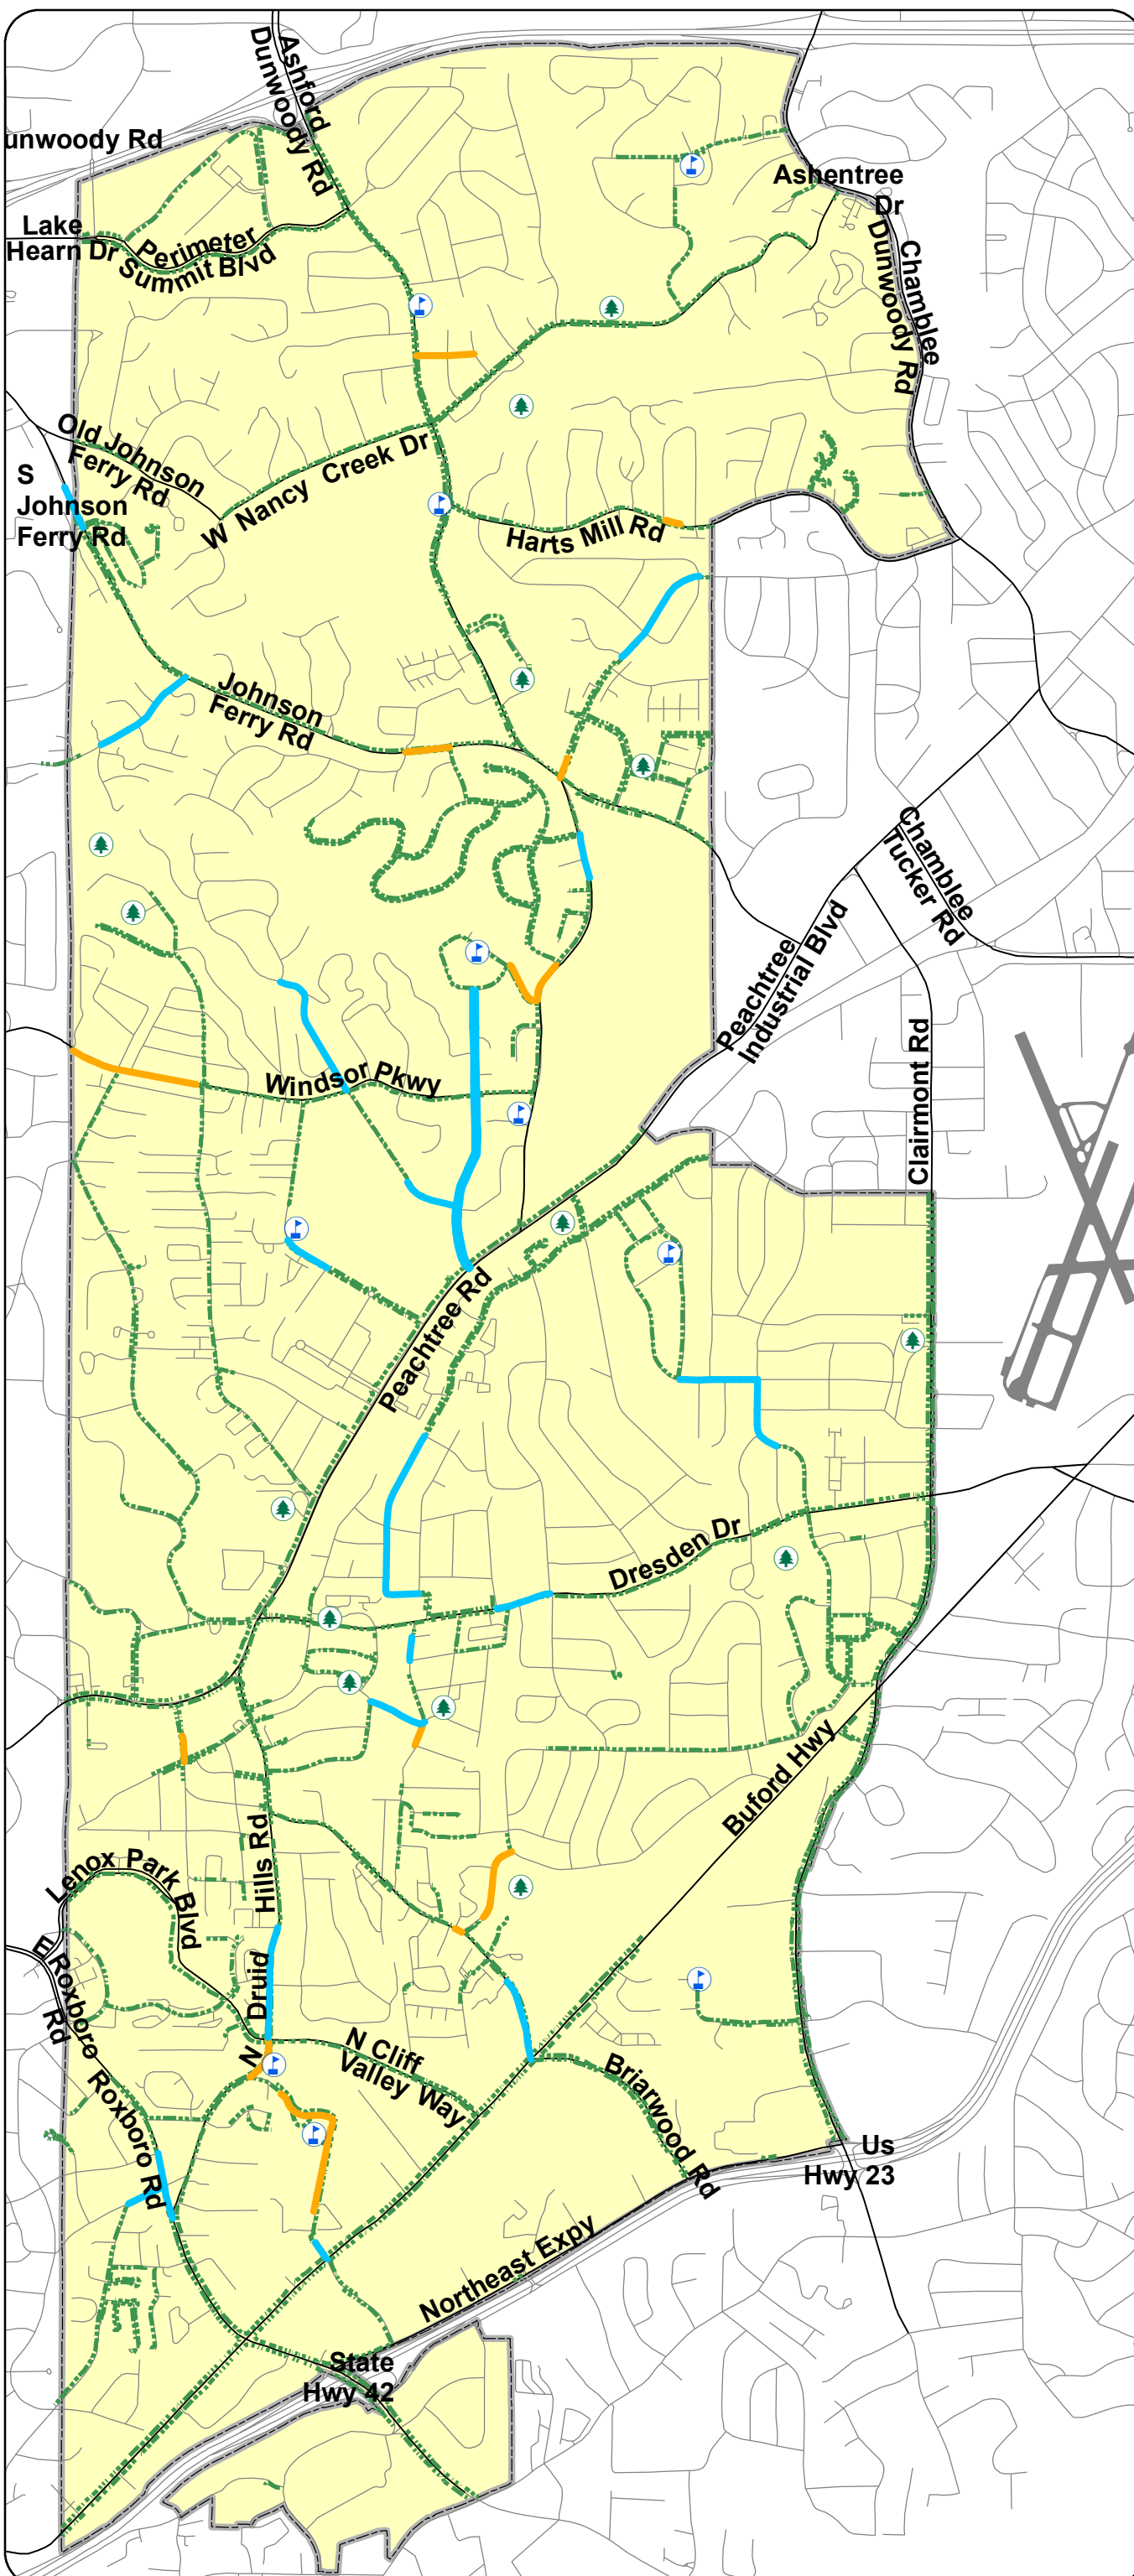 Ashford
Dunwoody Rd
unwoody Rd
Ashentree
Dr
Lake
Hearn Dr
Perimeter
Summit Blvd
Chamblee
Dunwoody Rd
Old Johnson
Ferry Rd
W Nancy Creek Dr
S
Johnson
Ferry Rd
Harts Mill Rd
Johnson
Ferry Rd
Chamblee
Tucker Rd
Peachtree
Industrial Blvd
Clairmont Rd
Windsor Pkwy
Peachtree Rd
Dresden Dr
Buford Hwy
Lenox Park Blvd
N Druid Hills Rd
E Roxboro
Rd
N Cliff
Valley Way
Roxboro Rd
Briarwood Rd
Us
Hwy 23
Northeast Expy
State
Hwy 42